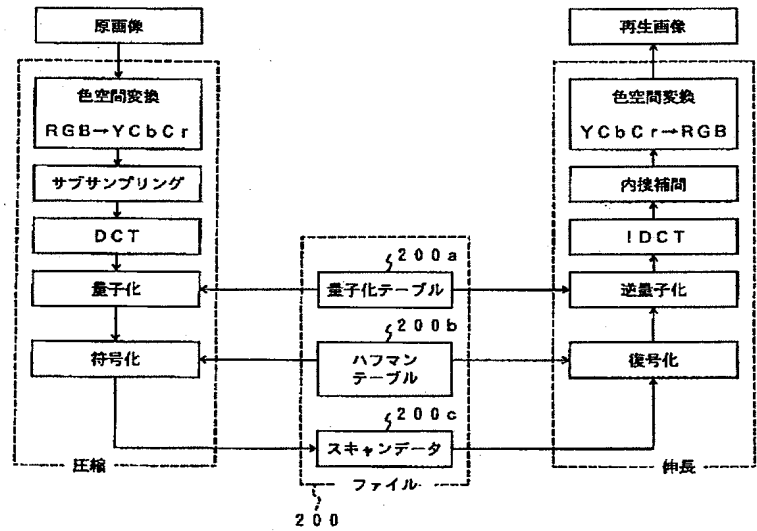 原画像
色空間変換
RGB→YCbCr
サブサンプリング
DCT
量子化
符号化
圧縮
200a
量子化テーブル
200b
ハフマン
テーブル
200c
スキャンデータ
ファイル
200
再生画像
色空間変換
YCbCr→RGB
内挿補間
IDCT
逆量子化
復号化
伸長